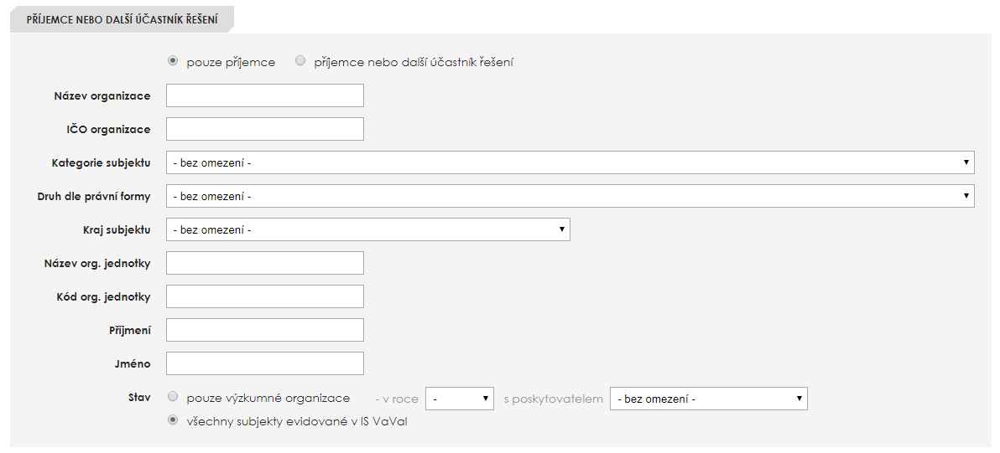 PŘÍJEMCE NEBO DALŠÍ ÚČASTNÍK ŘEŠENÍ
pouze příjemce příjemce nebo další účastník řešení
Název organizace
IČO organizace
Kategorie subjektu - bez omezení -
Druh dle právní formy - bez omezení -
Kraj subjektu - bez omezení -
Název org. jednotky
Kód org. jednotky
Příjmení
Jméno
Stav pouze výzkumné organizace - v roce - s poskytovatelem - bez omezení -
všechny subjekty evidované v IS VaVaI